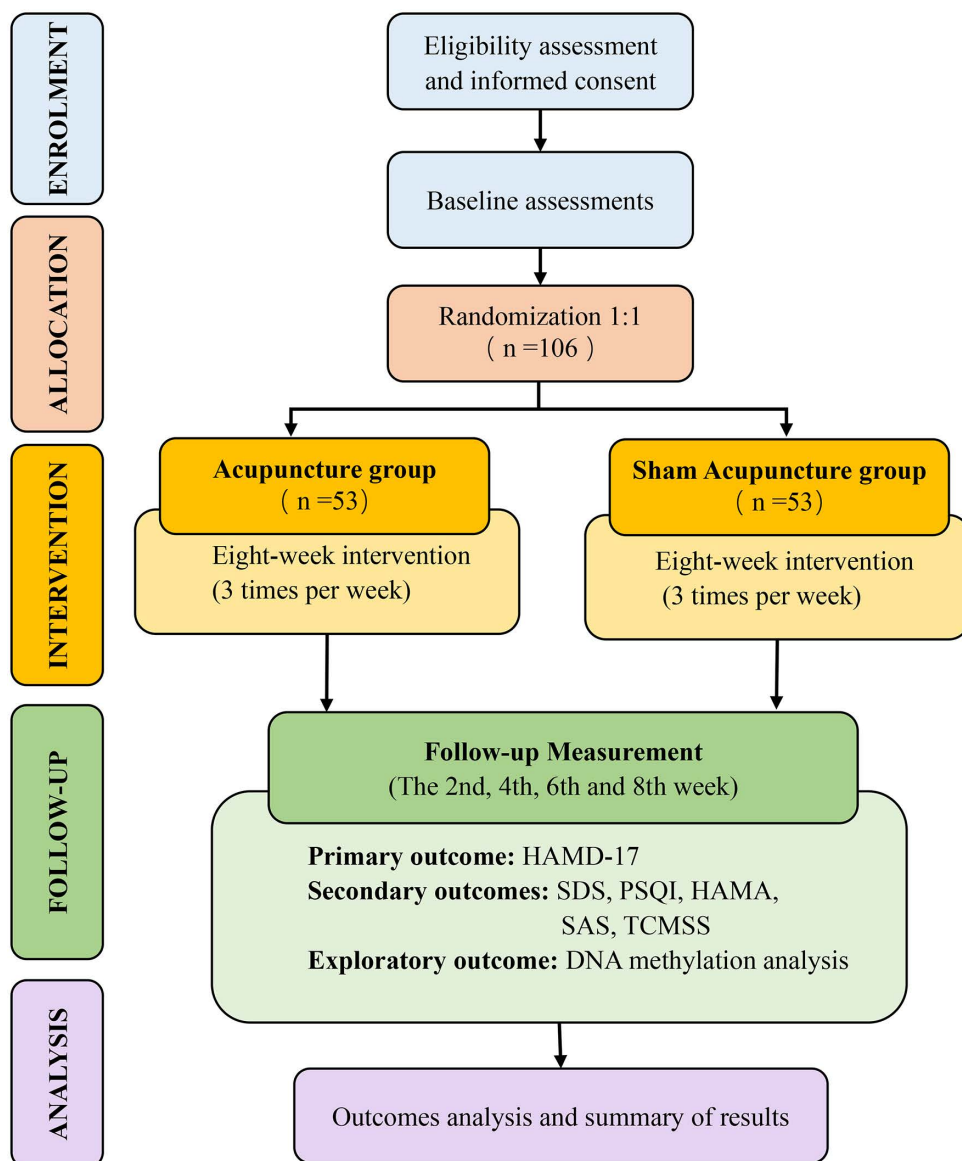 ENROLMENT
Eligibility assessment
and informed consent
Baseline assessments
ALLOCATION
Randomization 1:1
( n =106 )
INTERVENTION
Acupuncture group
( n =53)
Eight-week intervention
(3 times per week)
Sham Acupuncture group
( n =53)
Eight-week intervention
(3 times per week)
FOLLOW-UP
Follow-up Measurement
(The 2nd, 4th, 6th and 8th week)
Primary outcome: HAMD-17
Secondary outcomes: SDS, PSQI, HAMA,
SAS, TCMSS
Exploratory outcome: DNA methylation analysis
ANALYSIS
Outcomes analysis and summary of results